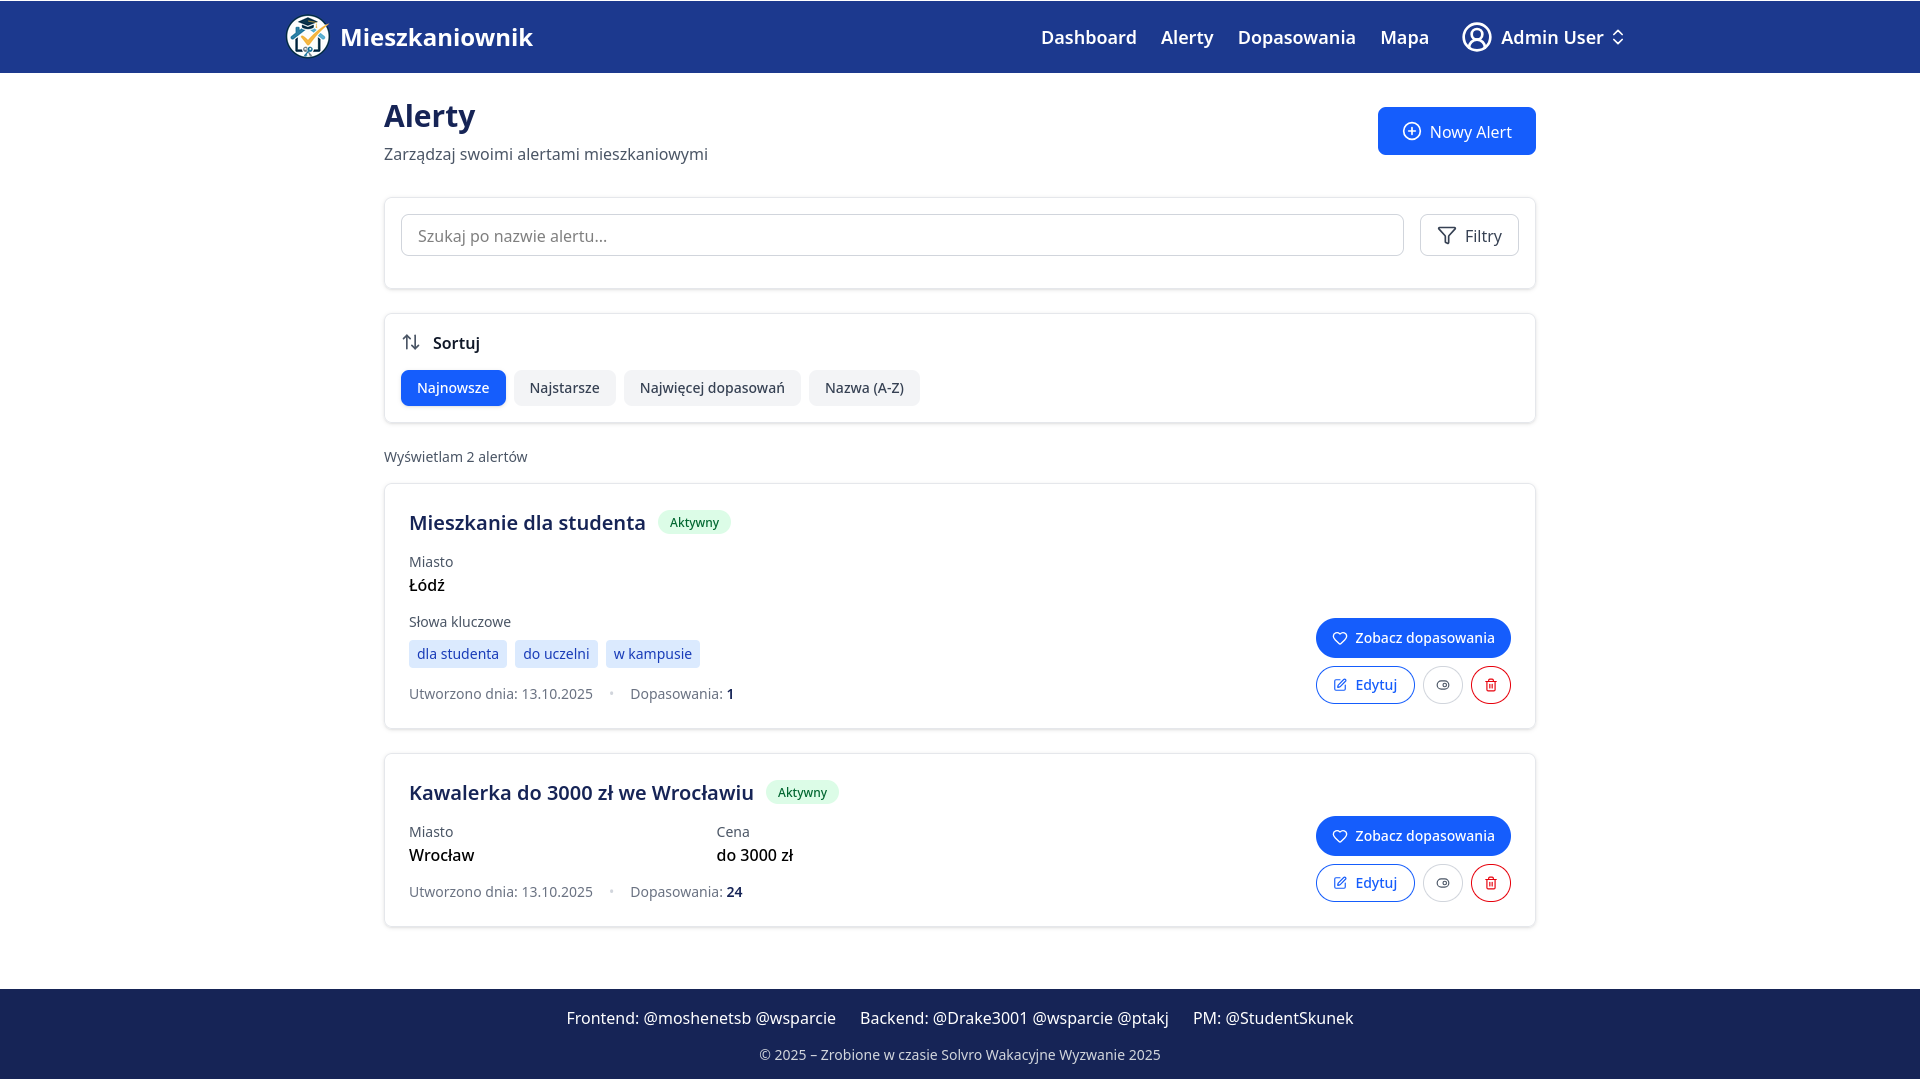 Mieszkaniownik
Dashboard
Alerty
Dopasowania
Mapa
Admin User
Alerty
Zarządzaj swoimi alertami mieszkaniowymi
Nowy Alert
Szukaj po nazwie alertu...
Filtry
Sortuj
Najnowsze
Najstarsze
Najwięcej dopasowań
Nazwa (A-Z)
Wyświetlam 2 alertów
Mieszkanie dla studenta
Aktywny
Miasto
Łódź
Słowa kluczowe
dla studenta
do uczelni
w kampusie
Utworzono dnia: 13.10.2025 • Dopasowania: 1
Zobacz dopasowania
Edytuj
Kawalerka do 3000 zł we Wrocławiu
Aktywny
Miasto
Wrocław
Cena
do 3000 zł
Utworzono dnia: 13.10.2025 • Dopasowania: 24
Zobacz dopasowania
Edytuj
Frontend: @moshenetsb @wsparcie
Backend: @Drake3001 @wsparcie @ptakj
PM: @StudentSkunek
© 2025 – Zrobione w czasie Solvro Wakacyjne Wyzwanie 2025